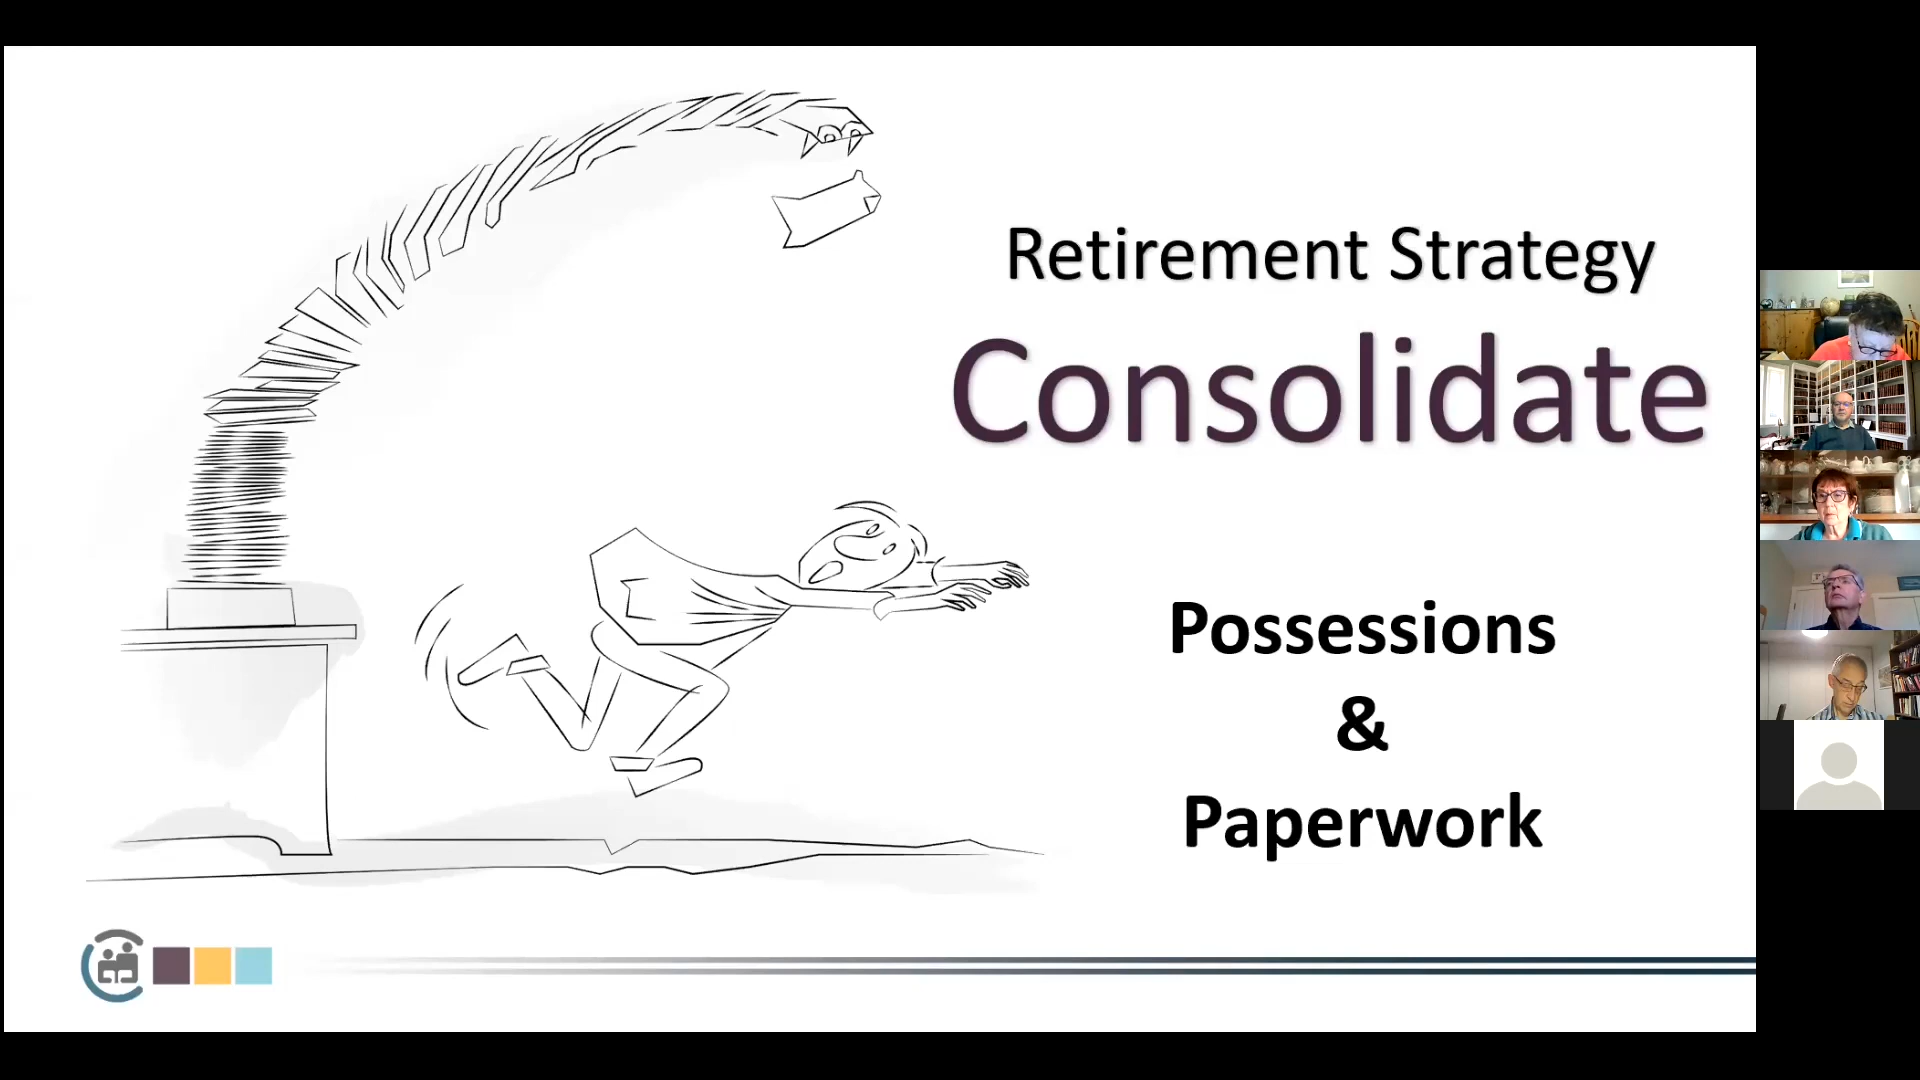 Retirement Strategy
Consolidate
Possessions
&
Paperwork